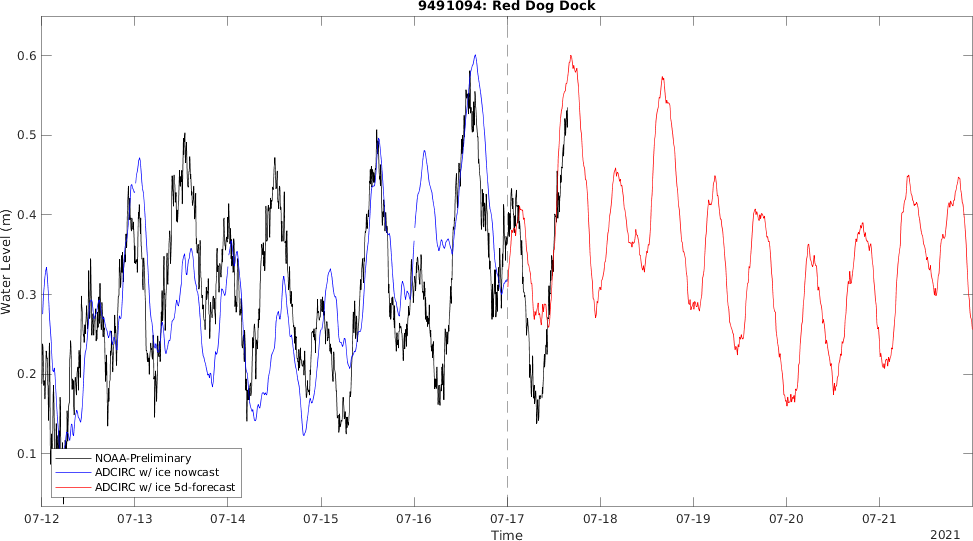 9491094: Red Dog Dock
Water Level (m)
0.6
0.5
0.4
0.3
0.2
0.1
NOAA-Preliminary
ADCIRC w/ ice nowcast
ADCIRC w/ ice 5d-forecast
07-12 07-13 07-14 07-15 07-16 07-17 07-18 07-19 07-20 07-21
Time
2021